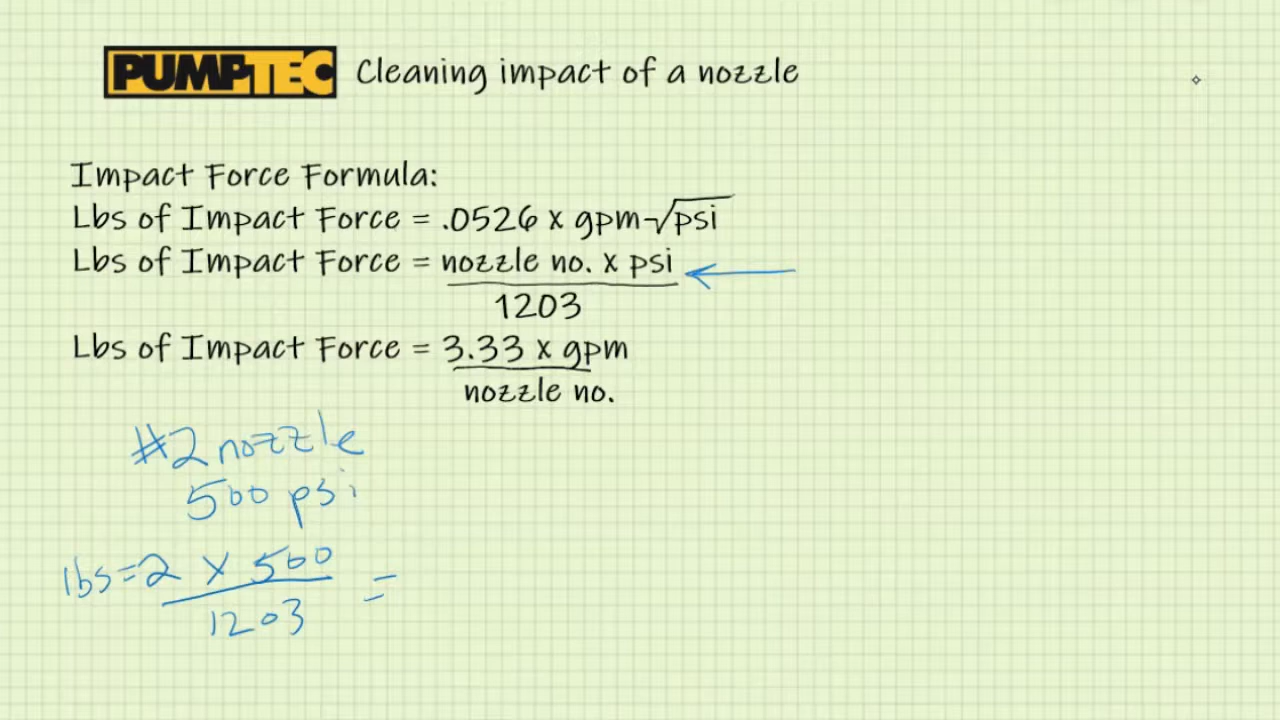 PUMPTEC Cleaning impact of a nozzle
Impact Force Formula:
Lbs of Impact Force = .0526 x gpm√psi
Lbs of Impact Force = nozzle no. x psi
1203
Lbs of Impact Force = 3.33 x gpm
nozzle no.
#2 nozzle
500 psi
lbs = 2 x 500
1203 =